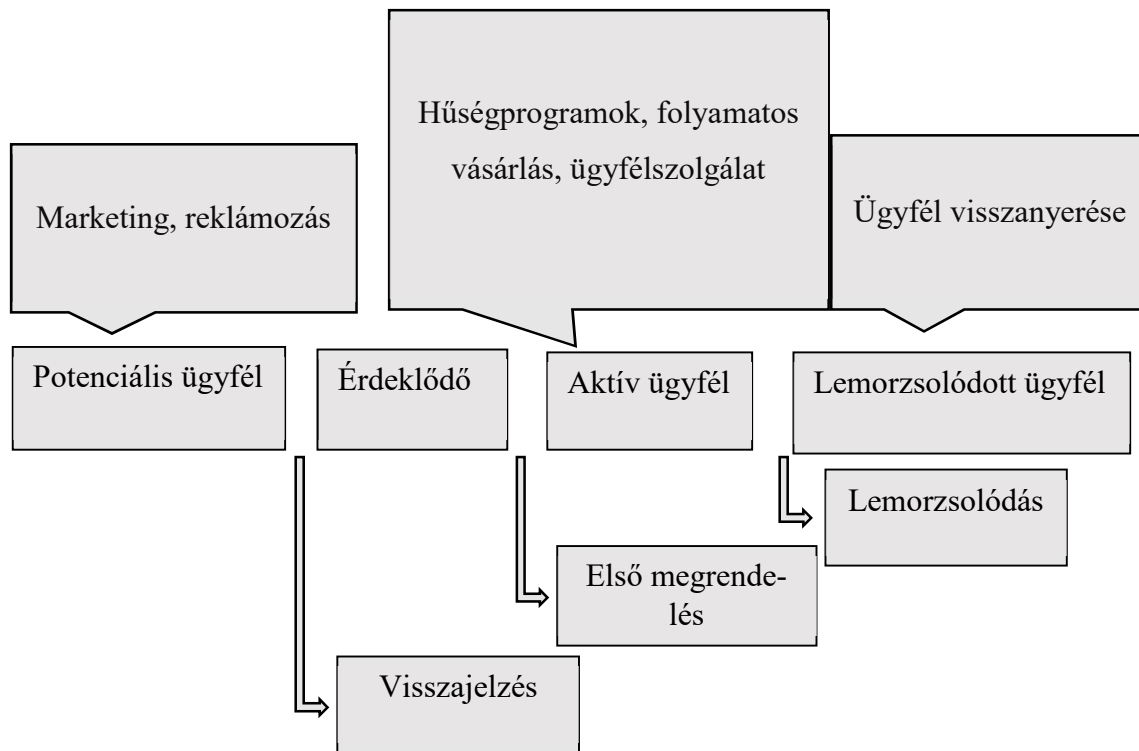 Hűségprogramok, folyamatos
vásárlás, ügyfélszolgálat
Marketing, reklámozás
Ügyfél visszanyerése
Potenciális ügyfél
Érdeklődő
Aktív ügyfél
Lemorzsolódott ügyfél
Lemorzsolódás
Első megrende-
lés
Visszajelzés